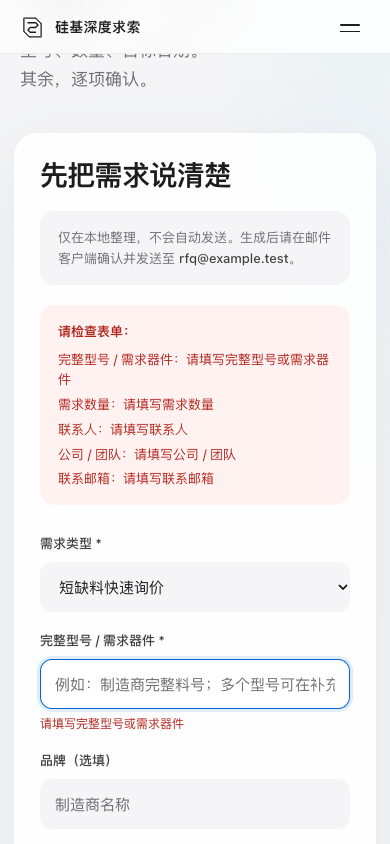 硅基深度求索
型号、数量、目标日期。
其余，逐项确认。
先把需求说清楚
仅在本地整理，不会自动发送。生成后请在邮件
客户端确认并发送至 rfq@example.test。
请检查表单：
完整型号 / 需求器件：请填写完整型号或需求器
件
需求数量：请填写需求数量
联系人：请填写联系人
公司 / 团队：请填写公司 / 团队
联系邮箱：请填写联系邮箱
需求类型 *
短缺料快速询价
完整型号 / 需求器件 *
例如：制造商完整料号；多个型号可在补充
请填写完整型号或需求器件
品牌（选填）
制造商名称